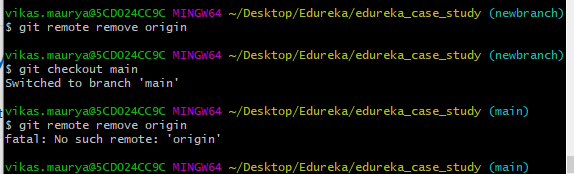 vikas.maurya@5CD024CC9C MINGW64 ~/Desktop/Edureka/edureka_case_study (newbranch)
$ git remote remove origin
vikas.maurya@5CD024CC9C MINGW64 ~/Desktop/Edureka/edureka_case_study (newbranch)
$ git checkout main
Switched to branch 'main'
vikas.maurya@5CD024CC9C MINGW64 ~/Desktop/Edureka/edureka_case_study (main)
$ git remote remove origin
fatal: No such remote: 'origin'
vikas.maurya@5CD024CC9C MINGW64 ~/Desktop/Edureka/edureka_case_study (main)